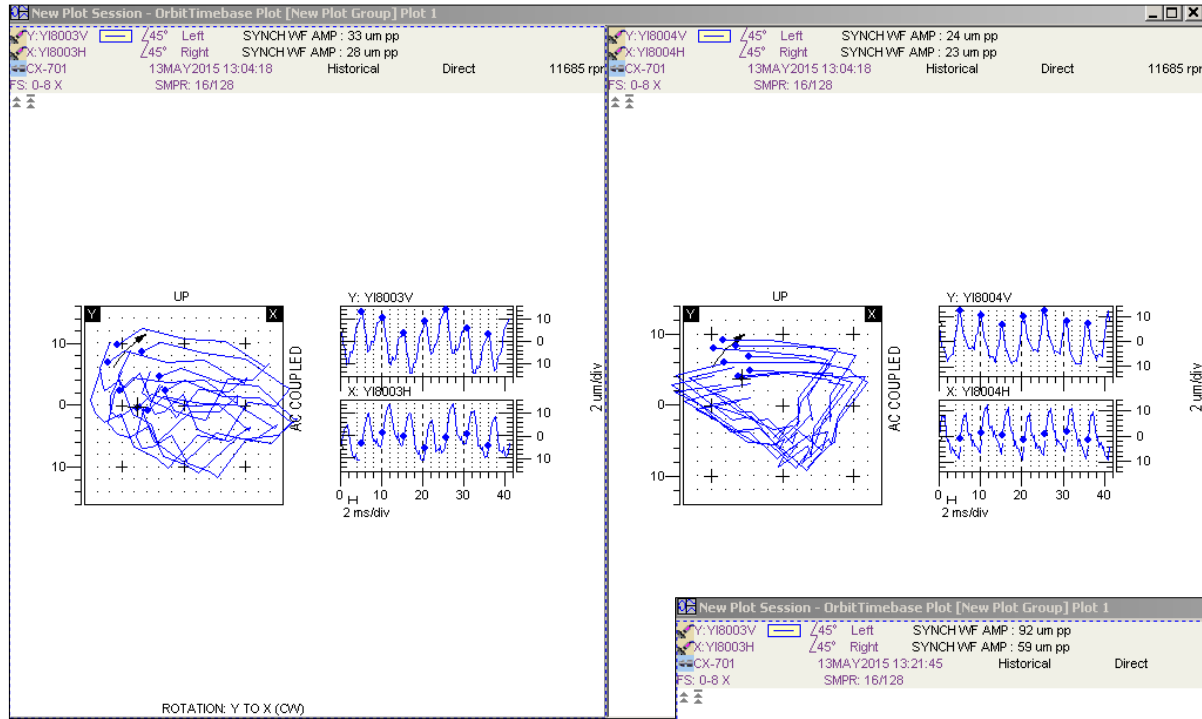 New Plot Session - OrbitTimebase Plot [New Plot Group] Plot 1
Y:YI8003V ∠45° Left SYNCH WF AMP : 33 um pp
X:YI8003H ∠45° Right SYNCH WF AMP : 28 um pp
CX-701 13MAY2015 13:04:18 Historical Direct 11685 rpm
FS: 0-8 X SMPR: 16/128
UP
Y X
10
0
10
AC COUPLED
Y: YI8003V
10
0
10
X: YI8003H
10
0
10
2 um/div
0 10 20 30 40
2 ms/div
ROTATION: Y TO X (CW)
Y:YI8004V ∠45° Left SYNCH WF AMP : 24 um pp
X:YI8004H ∠45° Right SYNCH WF AMP : 23 um pp
CX-701 13MAY2015 13:04:18 Historical Direct 11685 rpr
FS: 0-8 X SMPR: 16/128
UP
Y X
10
0
10
AC COUPLED
Y: YI8004V
10
0
10
X: YI8004H
10
0
10
2 um/div
0 10 20 30 40
2 ms/div
New Plot Session - OrbitTimebase Plot [New Plot Group] Plot 1
Y:YI8003V ∠45° Left SYNCH WF AMP : 92 um pp
X:YI8003H ∠45° Right SYNCH WF AMP : 59 um pp
CX-701 13MAY2015 13:21:45 Historical Direct
FS: 0-8 X SMPR: 16/128